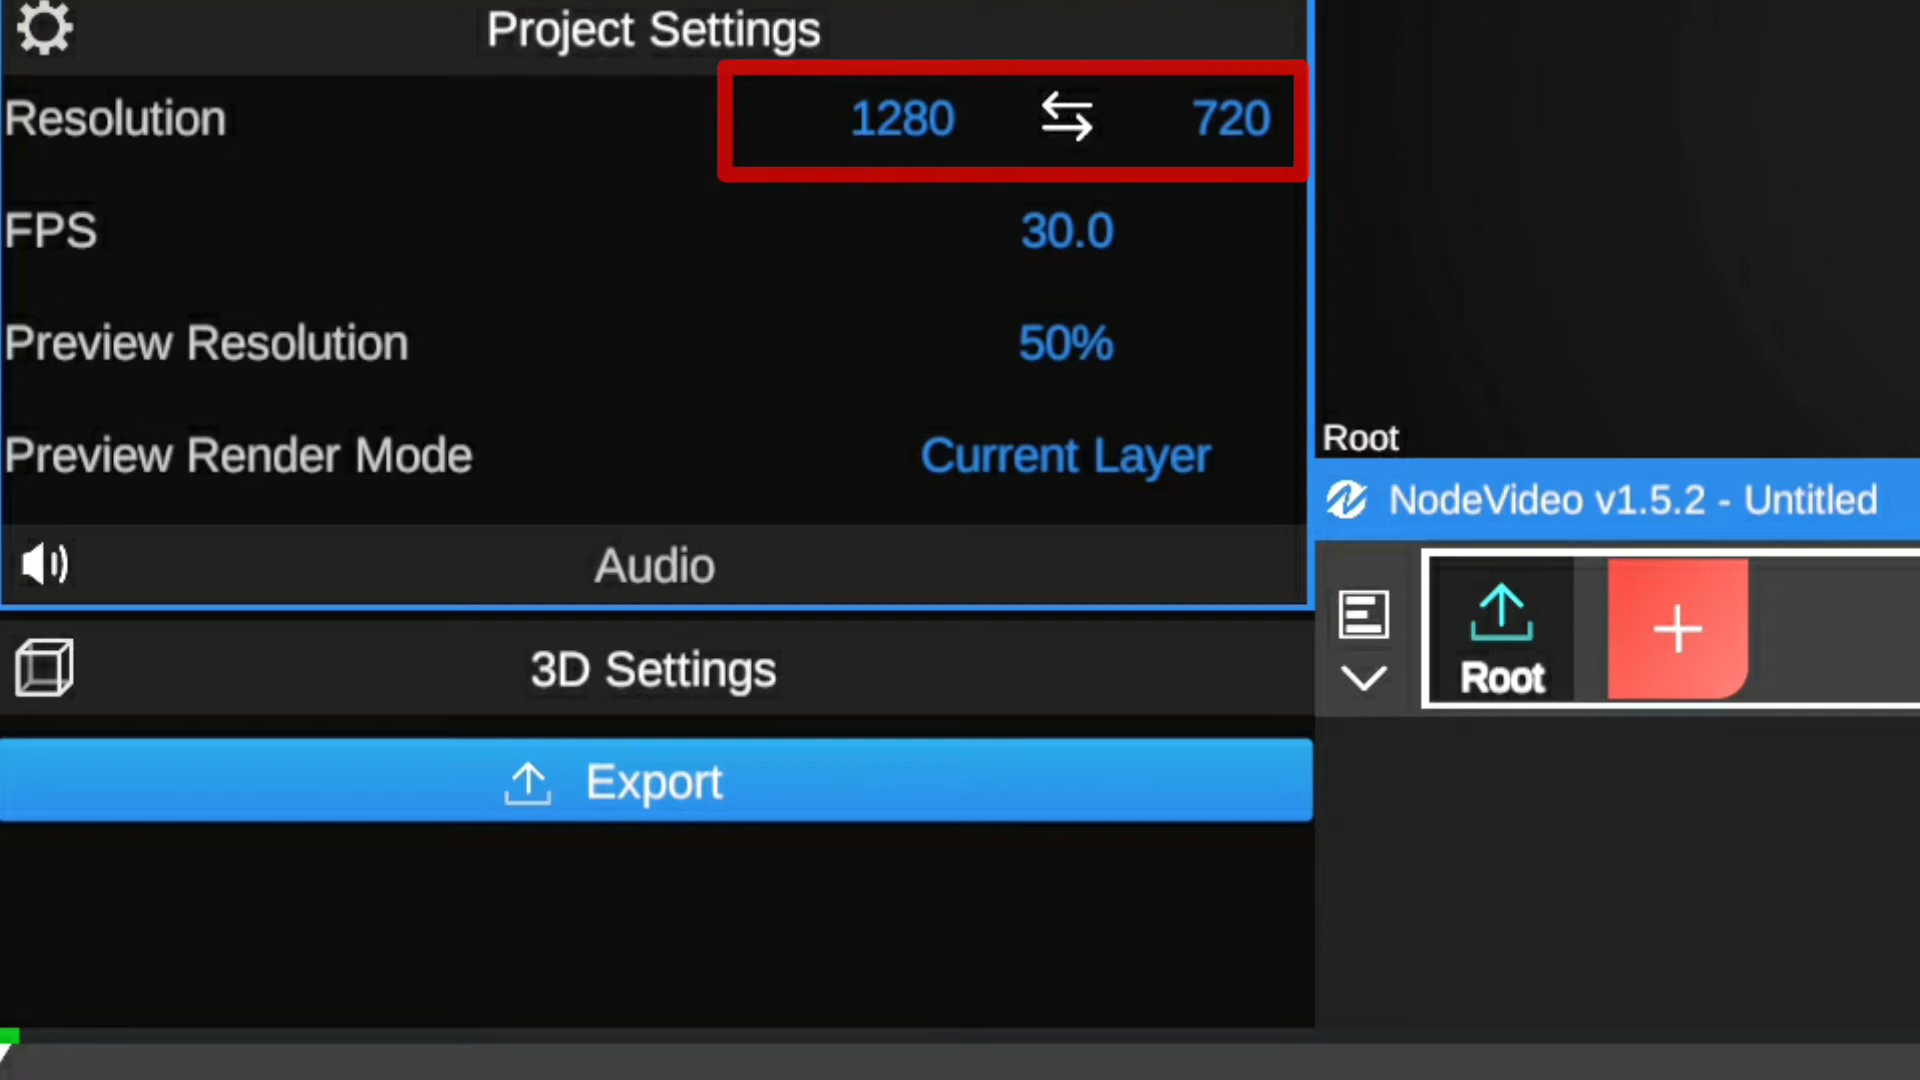 Project Settings
Resolution 1280 720
FPS 30.0
Preview Resolution 50%
Preview Render Mode Current Layer
Audio
3D Settings
Export
Root
NodeVideo v1.5.2 - Untitled
Root